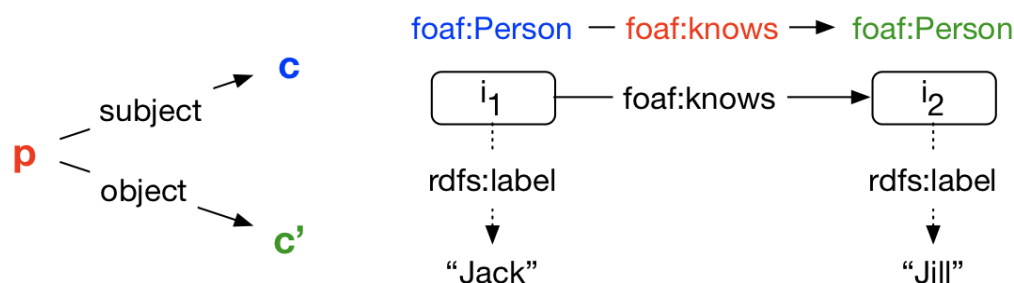 c
subject
p
object
c’
foaf:Person foaf:knows foaf:Person
i1 foaf:knows i2
rdfs:label rdfs:label
“Jack” “Jill”